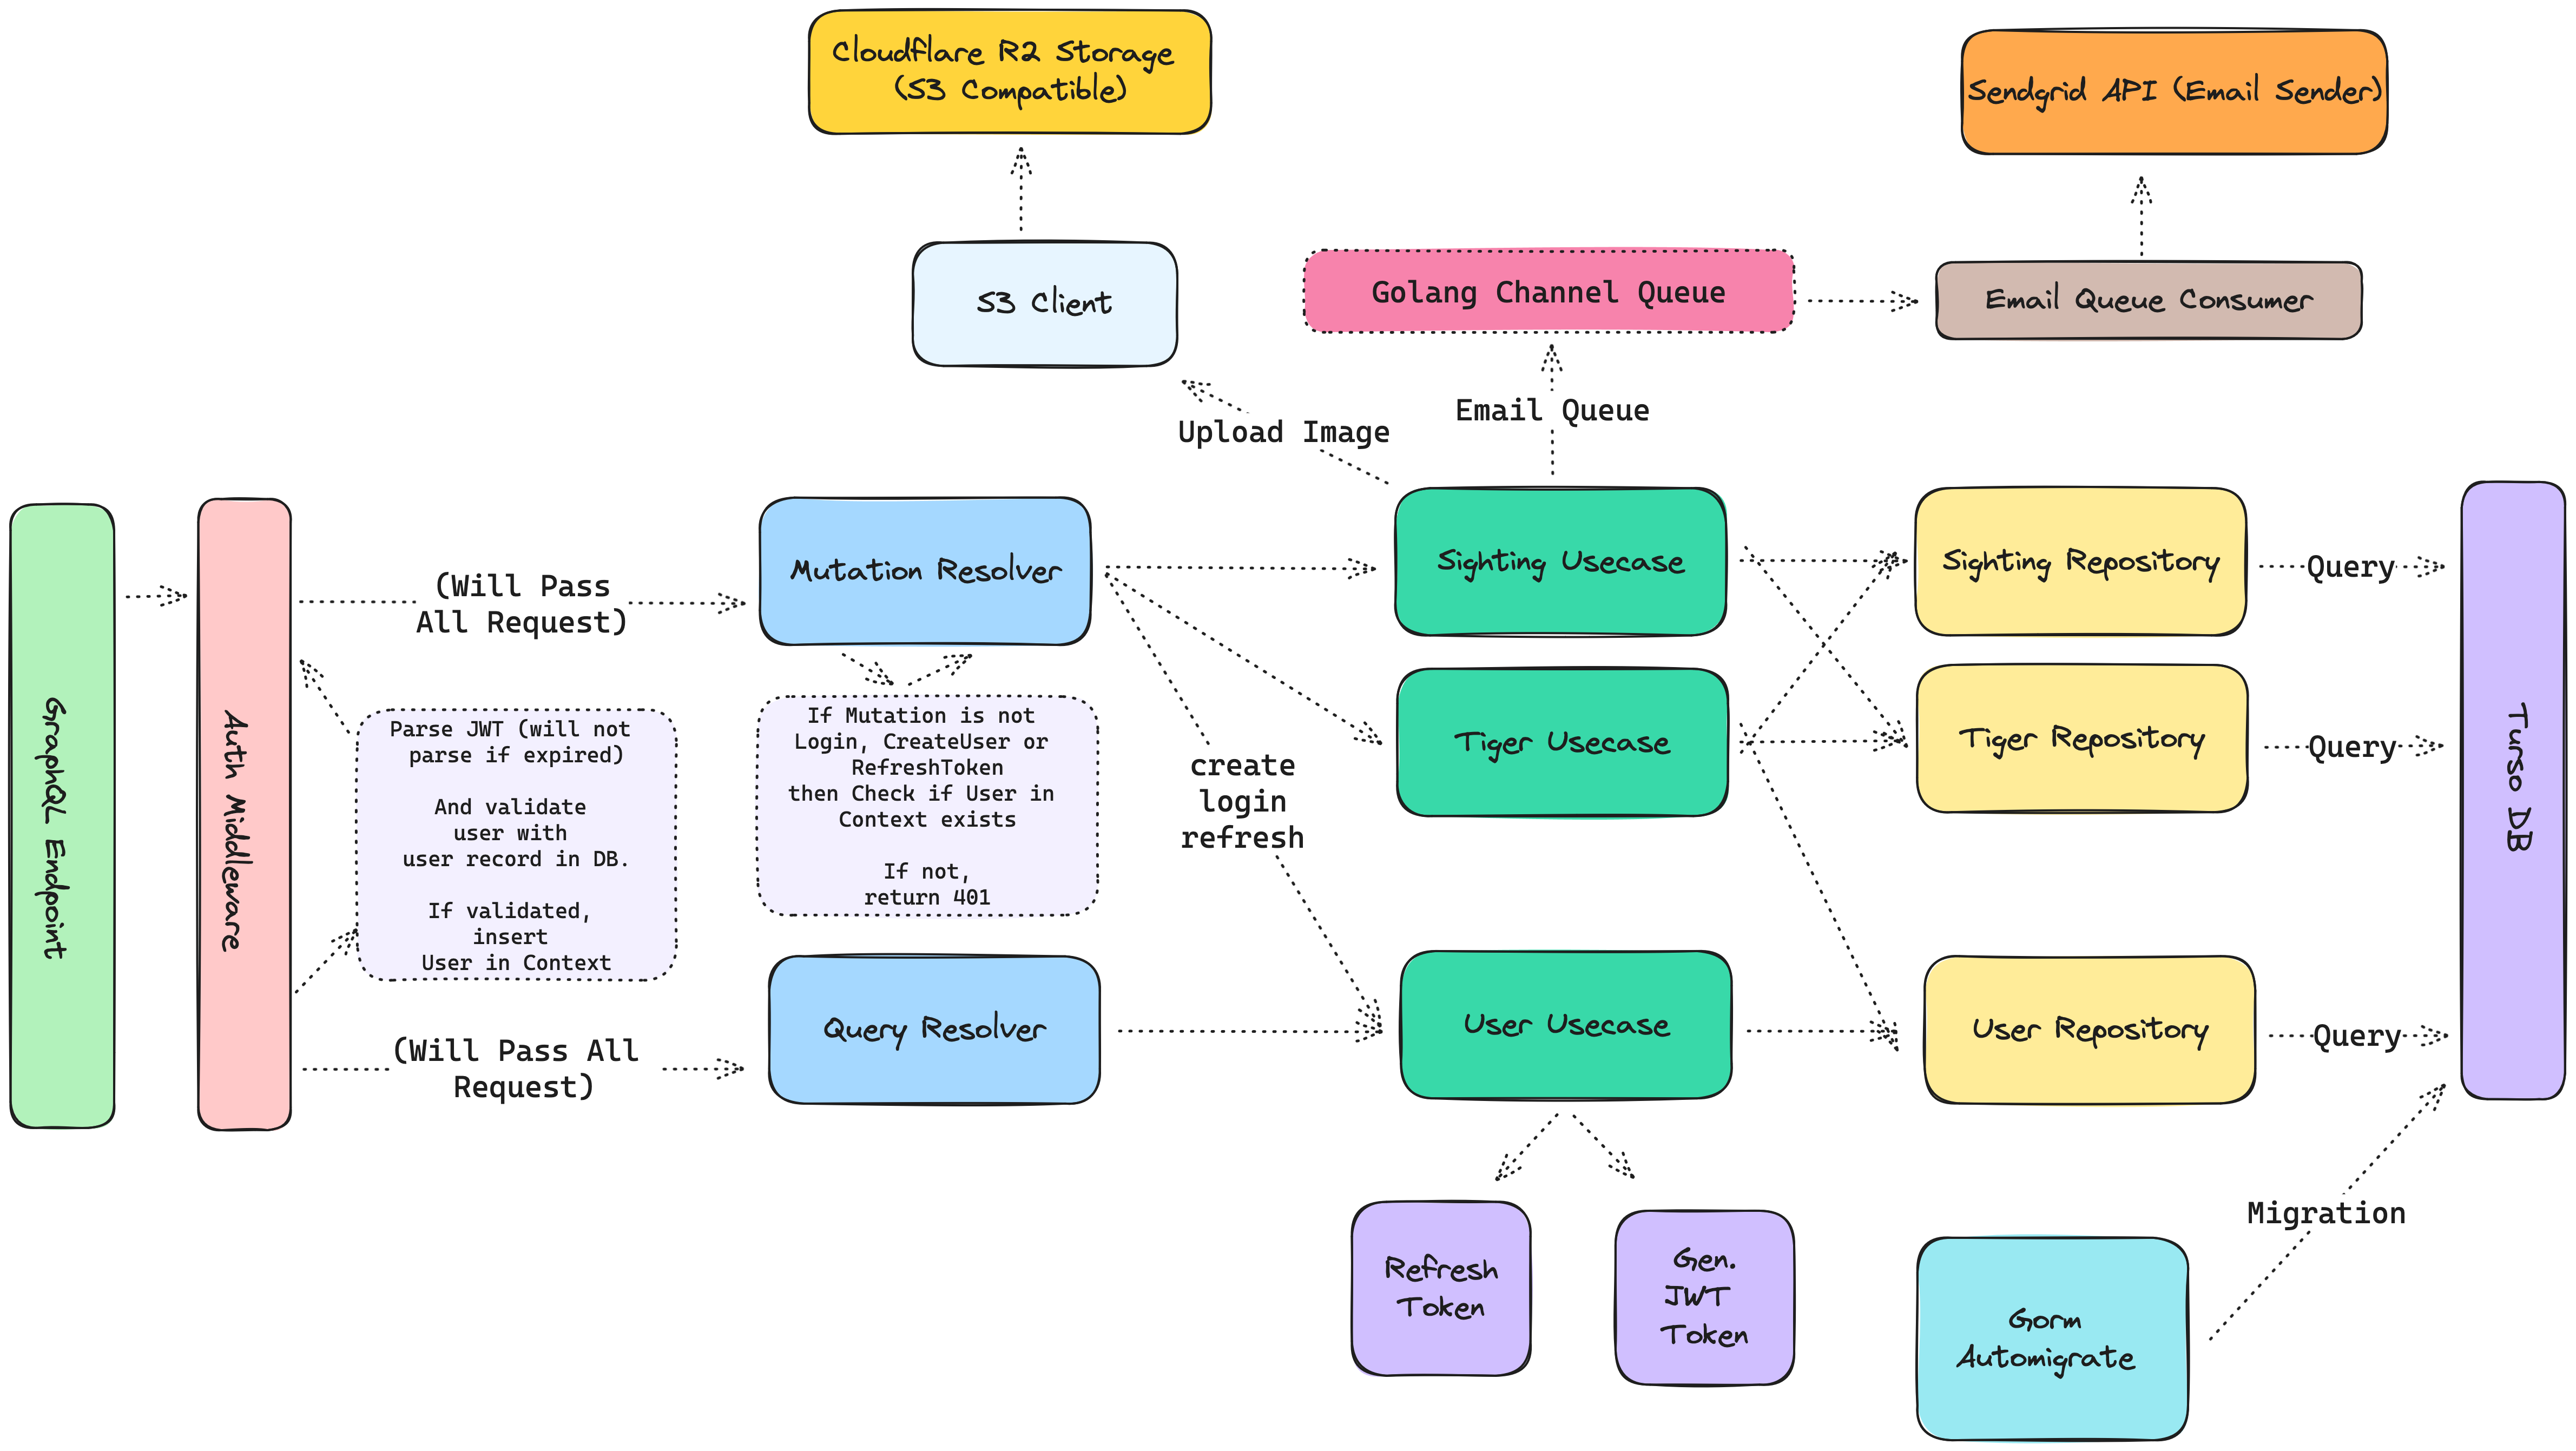 Cloudflare R2 Storage
(S3 Compatible)
Sendgrid API (Email Sender)
S3 Client
Golang Channel Queue
Email Queue Consumer
Upload Image
Email Queue
GraphQL Endpoint
Auth Middleware
(Will Pass
All Request)
Parse JWT (will not
parse if expired)
And validate
user with
user record in DB.
If validated,
insert
User in Context
(Will Pass All
Request)
Mutation Resolver
If Mutation is not
Login, CreateUser or
RefreshToken
then Check if User in
Context exists
If not,
return 401
Query Resolver
create
login
refresh
Sighting Usecase
Tiger Usecase
User Usecase
Sighting Repository
Tiger Repository
User Repository
Query
Query
Query
Turso DB
Refresh
Token
Gen.
JWT
Token
Migration
Gorm
Automigrate